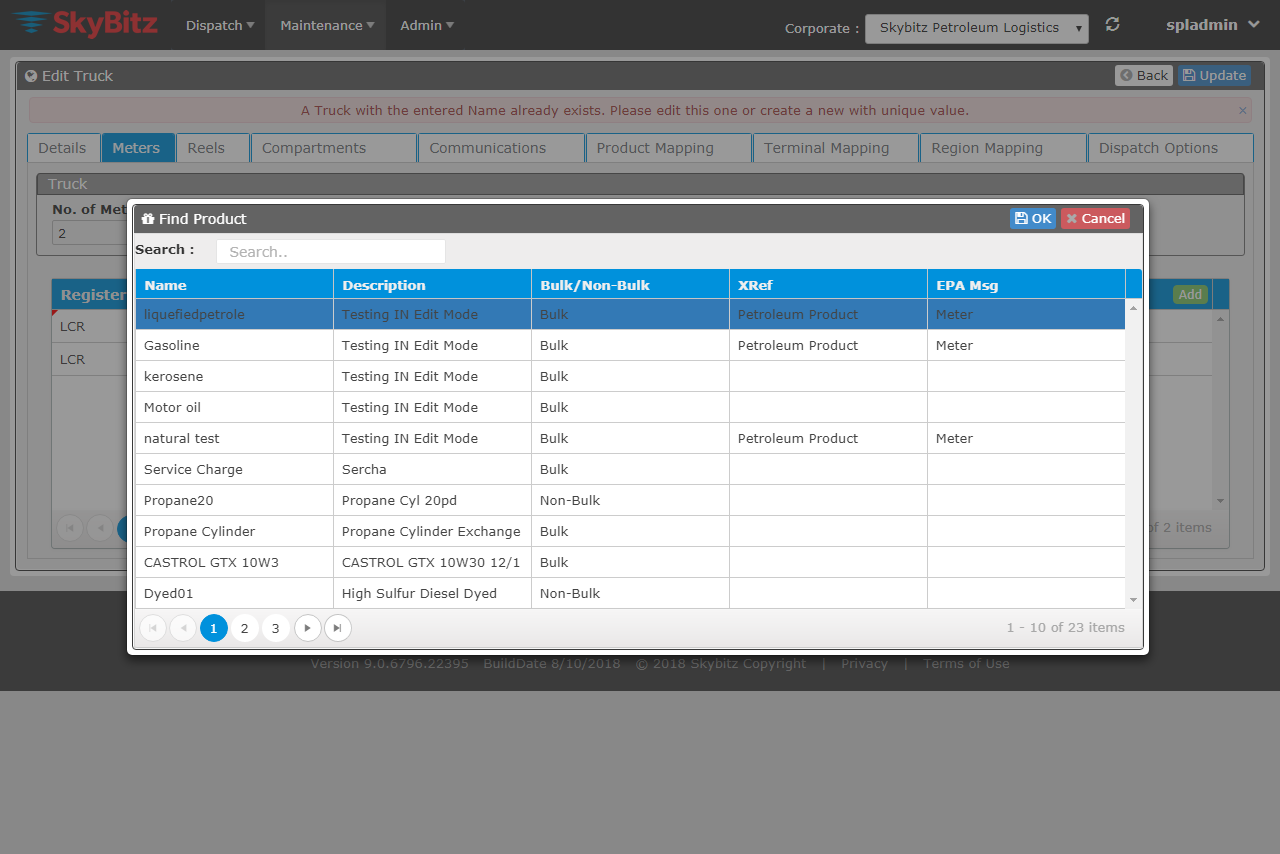 SkyBitz Dispatch Maintenance Admin Corporate : Skybitz Petroleum Logistics spladmin
Edit Truck Back Update
A Truck with the entered Name already exists. Please edit this one or create a new with unique value. ×
Details Meters Reels Compartments Communications Product Mapping Terminal Mapping Region Mapping Dispatch Options
Truck
No. of Met
2
Register Add
LCR
LCR
of 2 items
Find Product OK Cancel
Search : Search..
Name Description Bulk/Non-Bulk XRef EPA Msg
liquefiedpetrole Testing IN Edit Mode Bulk Petroleum Product Meter
Gasoline Testing IN Edit Mode Bulk Petroleum Product Meter
kerosene Testing IN Edit Mode Bulk
Motor oil Testing IN Edit Mode Bulk
natural test Testing IN Edit Mode Bulk Petroleum Product Meter
Service Charge Sercha Bulk
Propane20 Propane Cyl 20pd Non-Bulk
Propane Cylinder Propane Cylinder Exchange Bulk
CASTROL GTX 10W3 CASTROL GTX 10W30 12/1 Bulk
Dyed01 High Sulfur Diesel Dyed Non-Bulk
1 2 3 1 - 10 of 23 items
Version 9.0.6796.22395 BuildDate 8/10/2018 © 2018 Skybitz Copyright | Privacy | Terms of Use